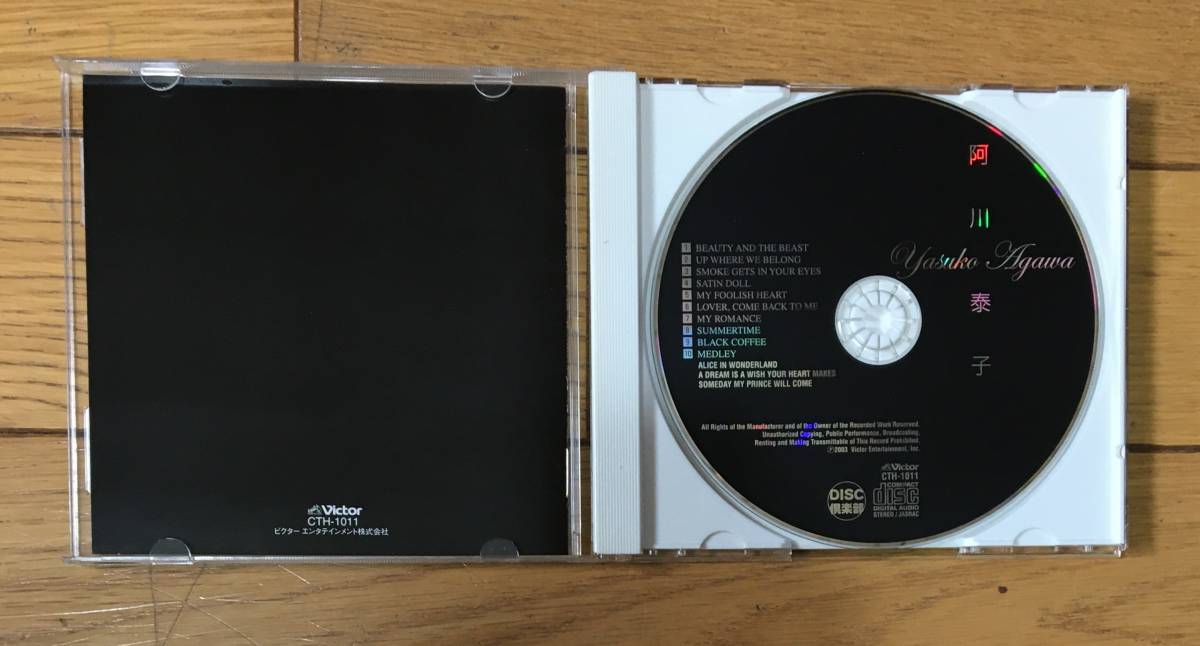 Victor
CTH-1011
ビクター エンタテインメント株式会社
阿川泰子
Yasuko Agawa
1 BEAUTY AND THE BEAST
2 UP WHERE WE BELONG
3 SMOKE GETS IN YOUR EYES
4 SATIN DOLL
5 MY FOOLISH HEART
6 LOVER, COME BACK TO ME
7 MY ROMANCE
8 SUMMERTIME
9 BLACK COFFEE
10 MEDLEY
ALICE IN WONDERLAND
A DREAM IS A WISH YOUR HEART MAKES
SOMEDAY MY PRINCE WILL COME
All Rights of the Manufacturer and of the Owner of the Recorded Work Reserved.
Unauthorized Copying, Public Performance, Broadcasting,
Renting and Making Transmittable of This Record Prohibited.
℗2003 Victor Entertainment, Inc.
Victor
CTH-1011
DISC
倶楽部
COMPACT
disc
DIGITAL AUDIO
STEREO / JASRAC